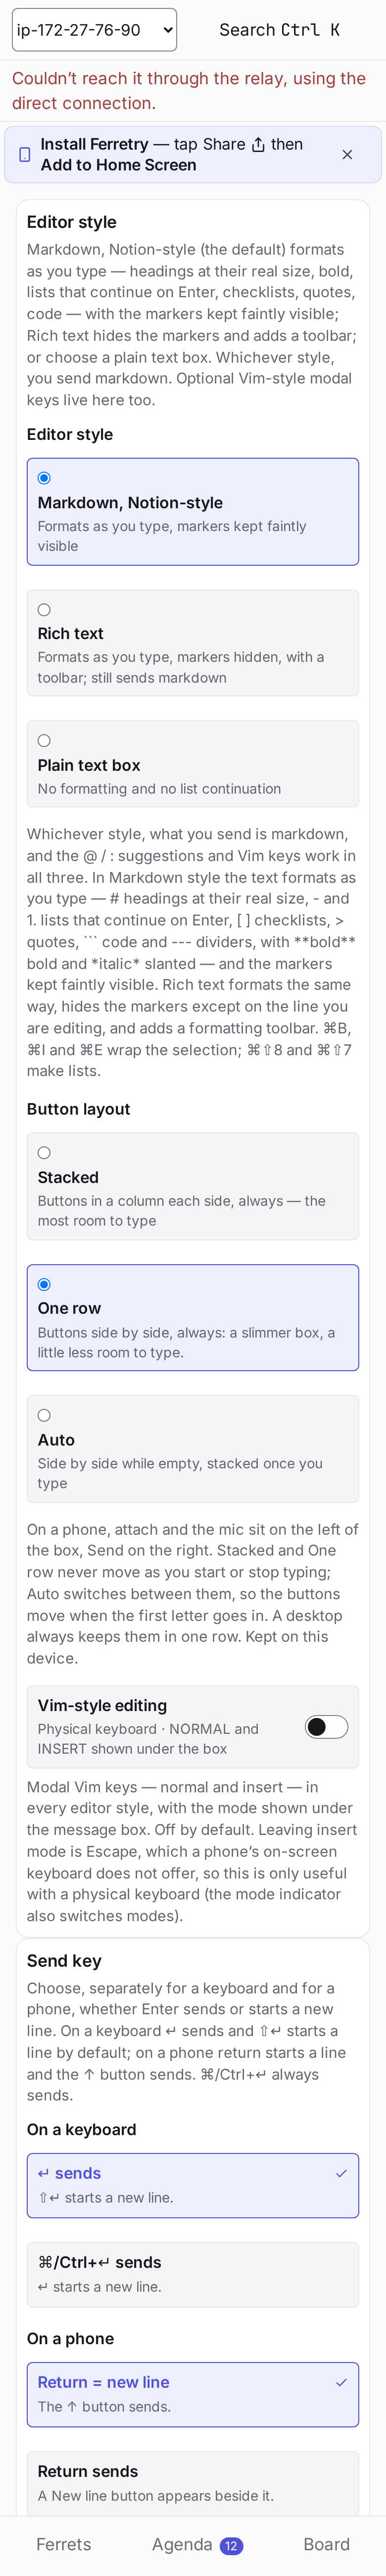 ip-172-27-76-90
Search Ctrl K
Couldn’t reach it through the relay, using the
direct connection.
Install Ferretry — tap Share then
Add to Home Screen
Editor style
Markdown, Notion-style (the default) formats
as you type — headings at their real size, bold,
lists that continue on Enter, checklists, quotes,
code — with the markers kept faintly visible;
Rich text hides the markers and adds a toolbar;
or choose a plain text box. Whichever style,
you send markdown. Optional Vim-style modal
keys live here too.
Editor style
Markdown, Notion-style
Formats as you type, markers kept faintly
visible
Rich text
Formats as you type, markers hidden, with a
toolbar; still sends markdown
Plain text box
No formatting and no list continuation
Whichever style, what you send is markdown,
and the @ / : suggestions and Vim keys work in
all three. In Markdown style the text formats as
you type — # headings at their real size, - and
1. lists that continue on Enter, [ ] checklists, >
quotes, ``` code and --- dividers, with **bold**
bold and *italic* slanted — and the markers
kept faintly visible. Rich text formats the same
way, hides the markers except on the line you
are editing, and adds a formatting toolbar. ⌘B,
⌘I and ⌘E wrap the selection; ⌘⇧8 and ⌘⇧7
make lists.
Button layout
Stacked
Buttons in a column each side, always — the
most room to type
One row
Buttons side by side, always: a slimmer box, a
little less room to type.
Auto
Side by side while empty, stacked once you
type
On a phone, attach and the mic sit on the left of
the box, Send on the right. Stacked and One
row never move as you start or stop typing;
Auto switches between them, so the buttons
move when the first letter goes in. A desktop
always keeps them in one row. Kept on this
device.
Vim-style editing
Physical keyboard · NORMAL and
INSERT shown under the box
Modal Vim keys — normal and insert — in
every editor style, with the mode shown under
the message box. Off by default. Leaving insert
mode is Escape, which a phone’s on-screen
keyboard does not offer, so this is only useful
with a physical keyboard (the mode indicator
also switches modes).
Send key
Choose, separately for a keyboard and for a
phone, whether Enter sends or starts a new
line. On a keyboard ↵ sends and ⇧↵ starts a
line by default; on a phone return starts a line
and the ↑ button sends. ⌘/Ctrl+↵ always
sends.
On a keyboard
↵ sends
⇧↵ starts a new line.
⌘/Ctrl+↵ sends
↵ starts a new line.
On a phone
Return = new line
The ↑ button sends.
Return sends
A New line button appears beside it.
Ferrets
Agenda 12
Board